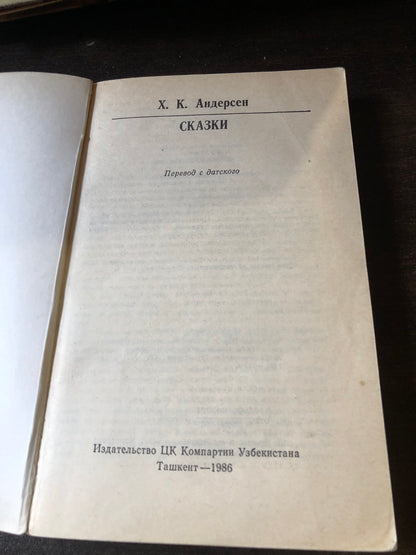 Х. К. Андерсен
СКАЗКИ
Перевод с датского
Издательство ЦК Компартии Узбекистана
Ташкент—1986